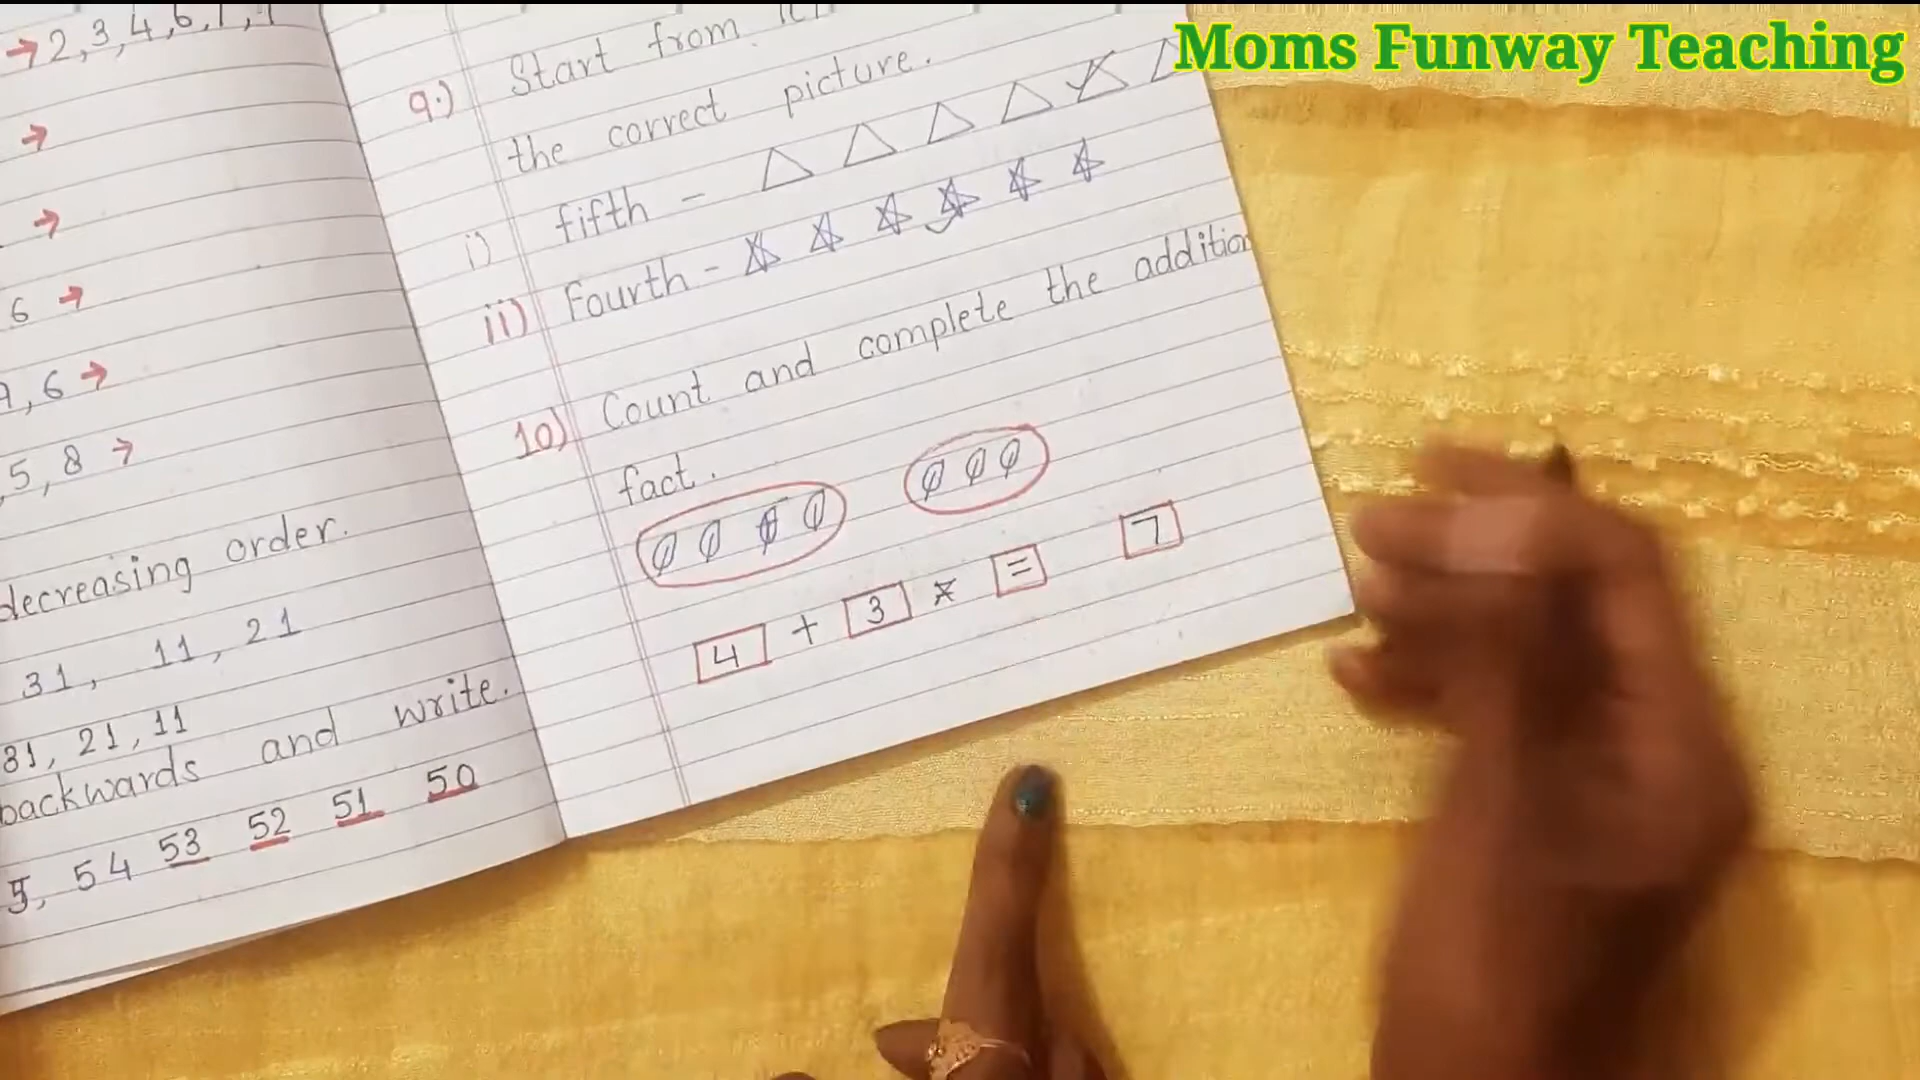 Moms Funway Teaching
→ 2, 3, 4, 6,
→
→
6 →
, 6 →
, 5, 8 →
decreasing order.
31, 11, 21
31, 21, 11
backwards and write.
, 54 53 52 51 50
9.) Start from
the correct picture.
i) fifth -
ii) Fourth -
10) Count and complete the addition
fact.
4 + 3 = 7